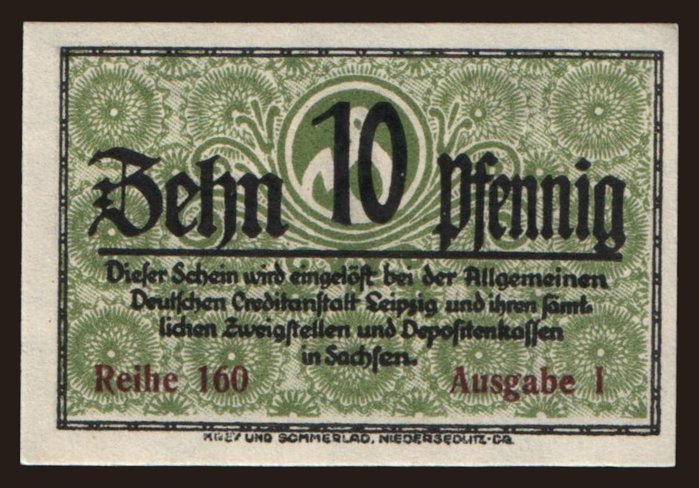 Zehn 10 Pfennig
Dieser Schein wird eingelöst bei der Allgemeinen
Deutschen Creditanstalt Leipzig und ihren sämt-
lichen Zweigstellen und Depositenkassen
in Sachsen.
Reihe 160 Ausgabe I
KREY UND SOMMERLAD, NIEDERSEDLITZ-DR.